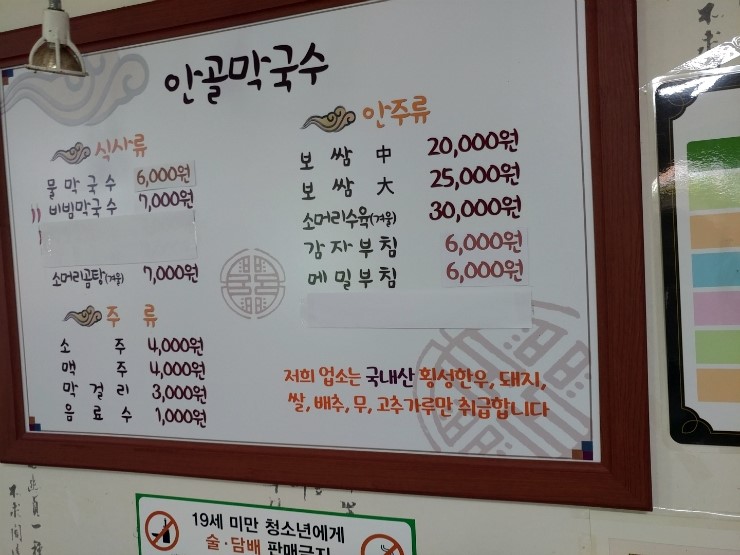 안골막국수
식사류
물막국수 6,000원
비빔막국수 7,000원
소머리곰탕(겨울) 7,000원
주 류
소 주 4,000원
맥 주 4,000원
막 걸 리 3,000원
음 료 수 1,000원
안주류
보 쌈 中 20,000원
보 쌈 大 25,000원
소머리수육(겨울) 30,000원
감자부침 6,000원
메밀부침 6,000원
저희 업소는 국내산 횡성한우, 돼지,
쌀, 배추, 무, 고추가루만 취급합니다
19세 미만 청소년에게
술·담배 판매금지